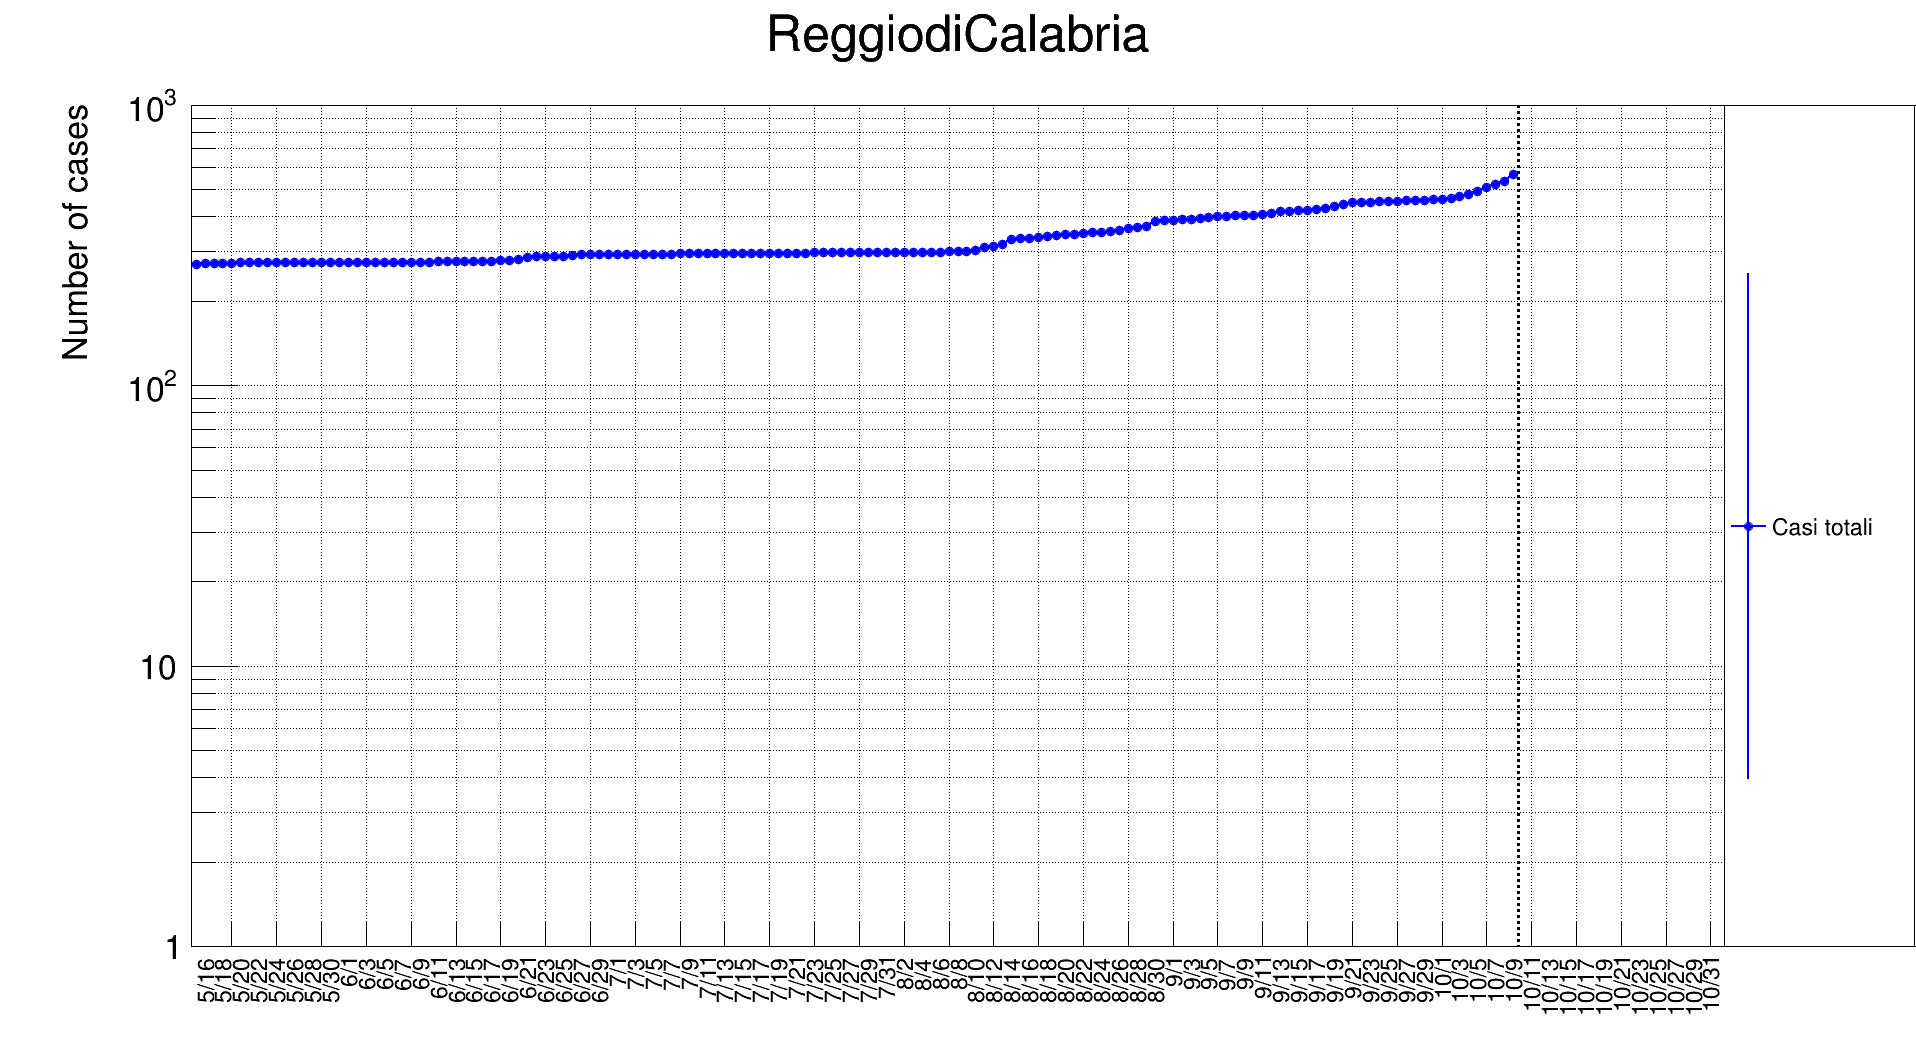 ReggiodiCalabria
Number of cases
10³
10²
10
1
5/16 5/18 5/20 5/22 5/24 5/26 5/28 5/30 6/1 6/3 6/5 6/7 6/9 6/11 6/13 6/15 6/17 6/19 6/21 6/23 6/25 6/27 6/29 7/1 7/3 7/5 7/7 7/9 7/11 7/13 7/15 7/17 7/19 7/21 7/23 7/25 7/27 7/29 7/31 8/2 8/4 8/6 8/8 8/10 8/12 8/14 8/16 8/18 8/20 8/22 8/24 8/26 8/28 8/30 9/1 9/3 9/5 9/7 9/9 9/11 9/13 9/15 9/17 9/19 9/21 9/23 9/25 9/27 9/29 10/1 10/3 10/5 10/7 10/9 10/11 10/13 10/15 10/17 10/19 10/21 10/23 10/25 10/27 10/29 10/31
Casi totali